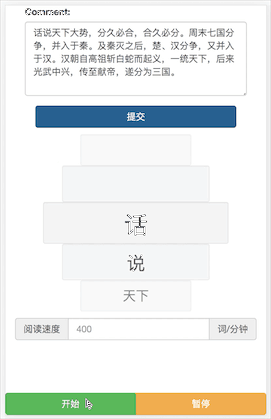 Comment:
话说天下大势，分久必合，合久必分。周末七国分
争，并入于秦。及秦灭之后，楚、汉分争，又并入
于汉。汉朝自高祖斩白蛇而起义，一统天下，后来
光武中兴，传至献帝，遂分为三国。
提交
话
说
天下
阅读速度 400 词/分钟
开始 暂停